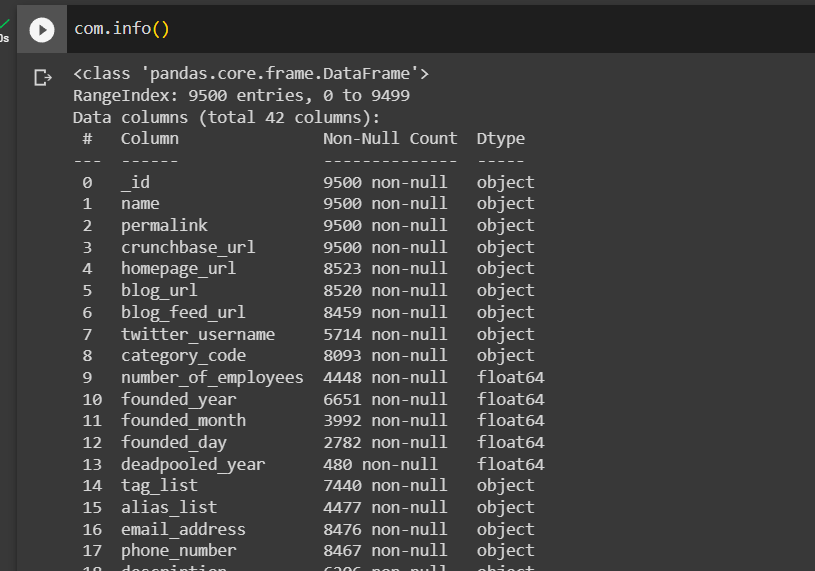 com.info()
0s
<class 'pandas.core.frame.DataFrame'>
RangeIndex: 9500 entries, 0 to 9499
Data columns (total 42 columns):
 #   Column               Non-Null Count  Dtype
---  ------               --------------  -----
 0   _id                  9500 non-null   object
 1   name                 9500 non-null   object
 2   permalink            9500 non-null   object
 3   crunchbase_url       9500 non-null   object
 4   homepage_url         8523 non-null   object
 5   blog_url             8520 non-null   object
 6   blog_feed_url        8459 non-null   object
 7   twitter_username     5714 non-null   object
 8   category_code        8093 non-null   object
 9   number_of_employees  4448 non-null   float64
 10  founded_year         6651 non-null   float64
 11  founded_month        3992 non-null   float64
 12  founded_day          2782 non-null   float64
 13  deadpooled_year      480 non-null    float64
 14  tag_list             7440 non-null   object
 15  alias_list           4477 non-null   object
 16  email_address        8476 non-null   object
 17  phone_number         8467 non-null   object
 18  description          6206 non-null   object